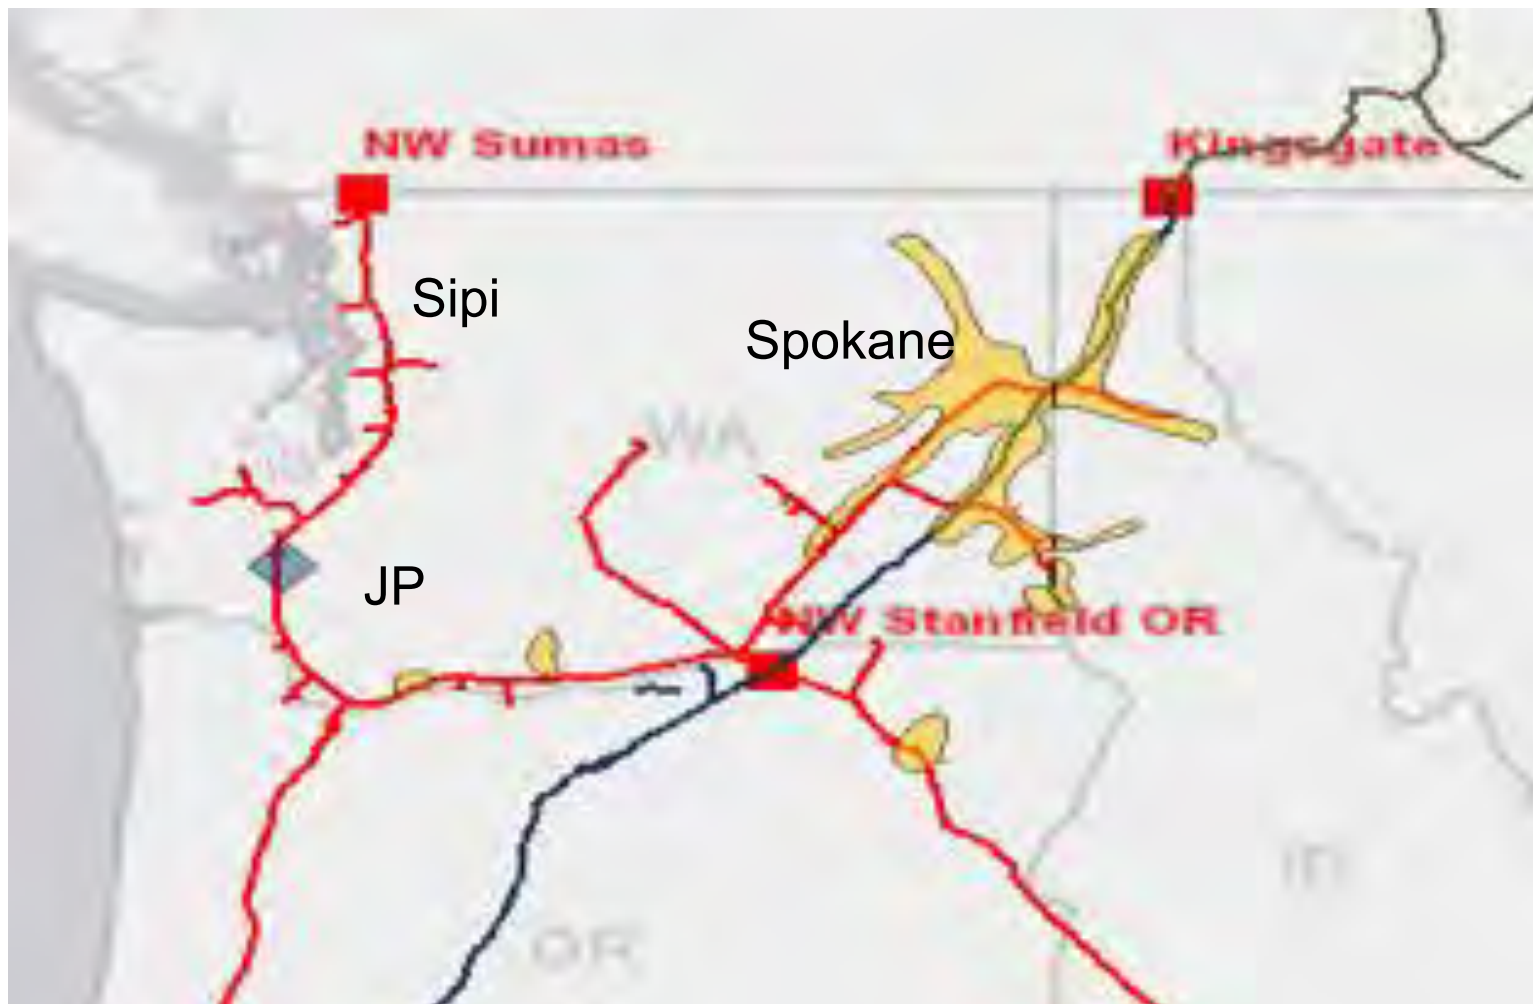 NW Sumas
Kingsgate
Sipi
Spokane
WA
JP
NW Stanfield OR
ID
OR